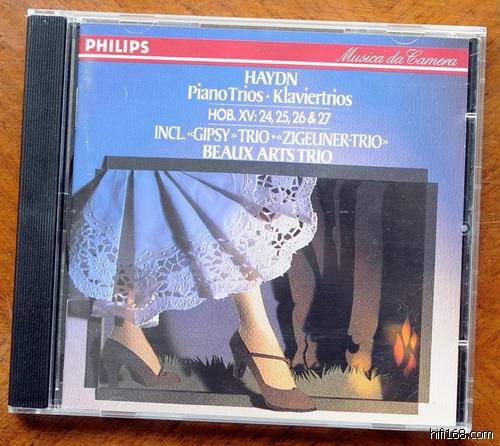 PHILIPS
Musica da Camera
HAYDN
Piano Trios · Klaviertrios
HOB. XV: 24, 25, 26 & 27
INCL. «GIPSY» TRIO · «ZIGEUNER-TRIO»
BEAUX ARTS TRIO
hifi168.com